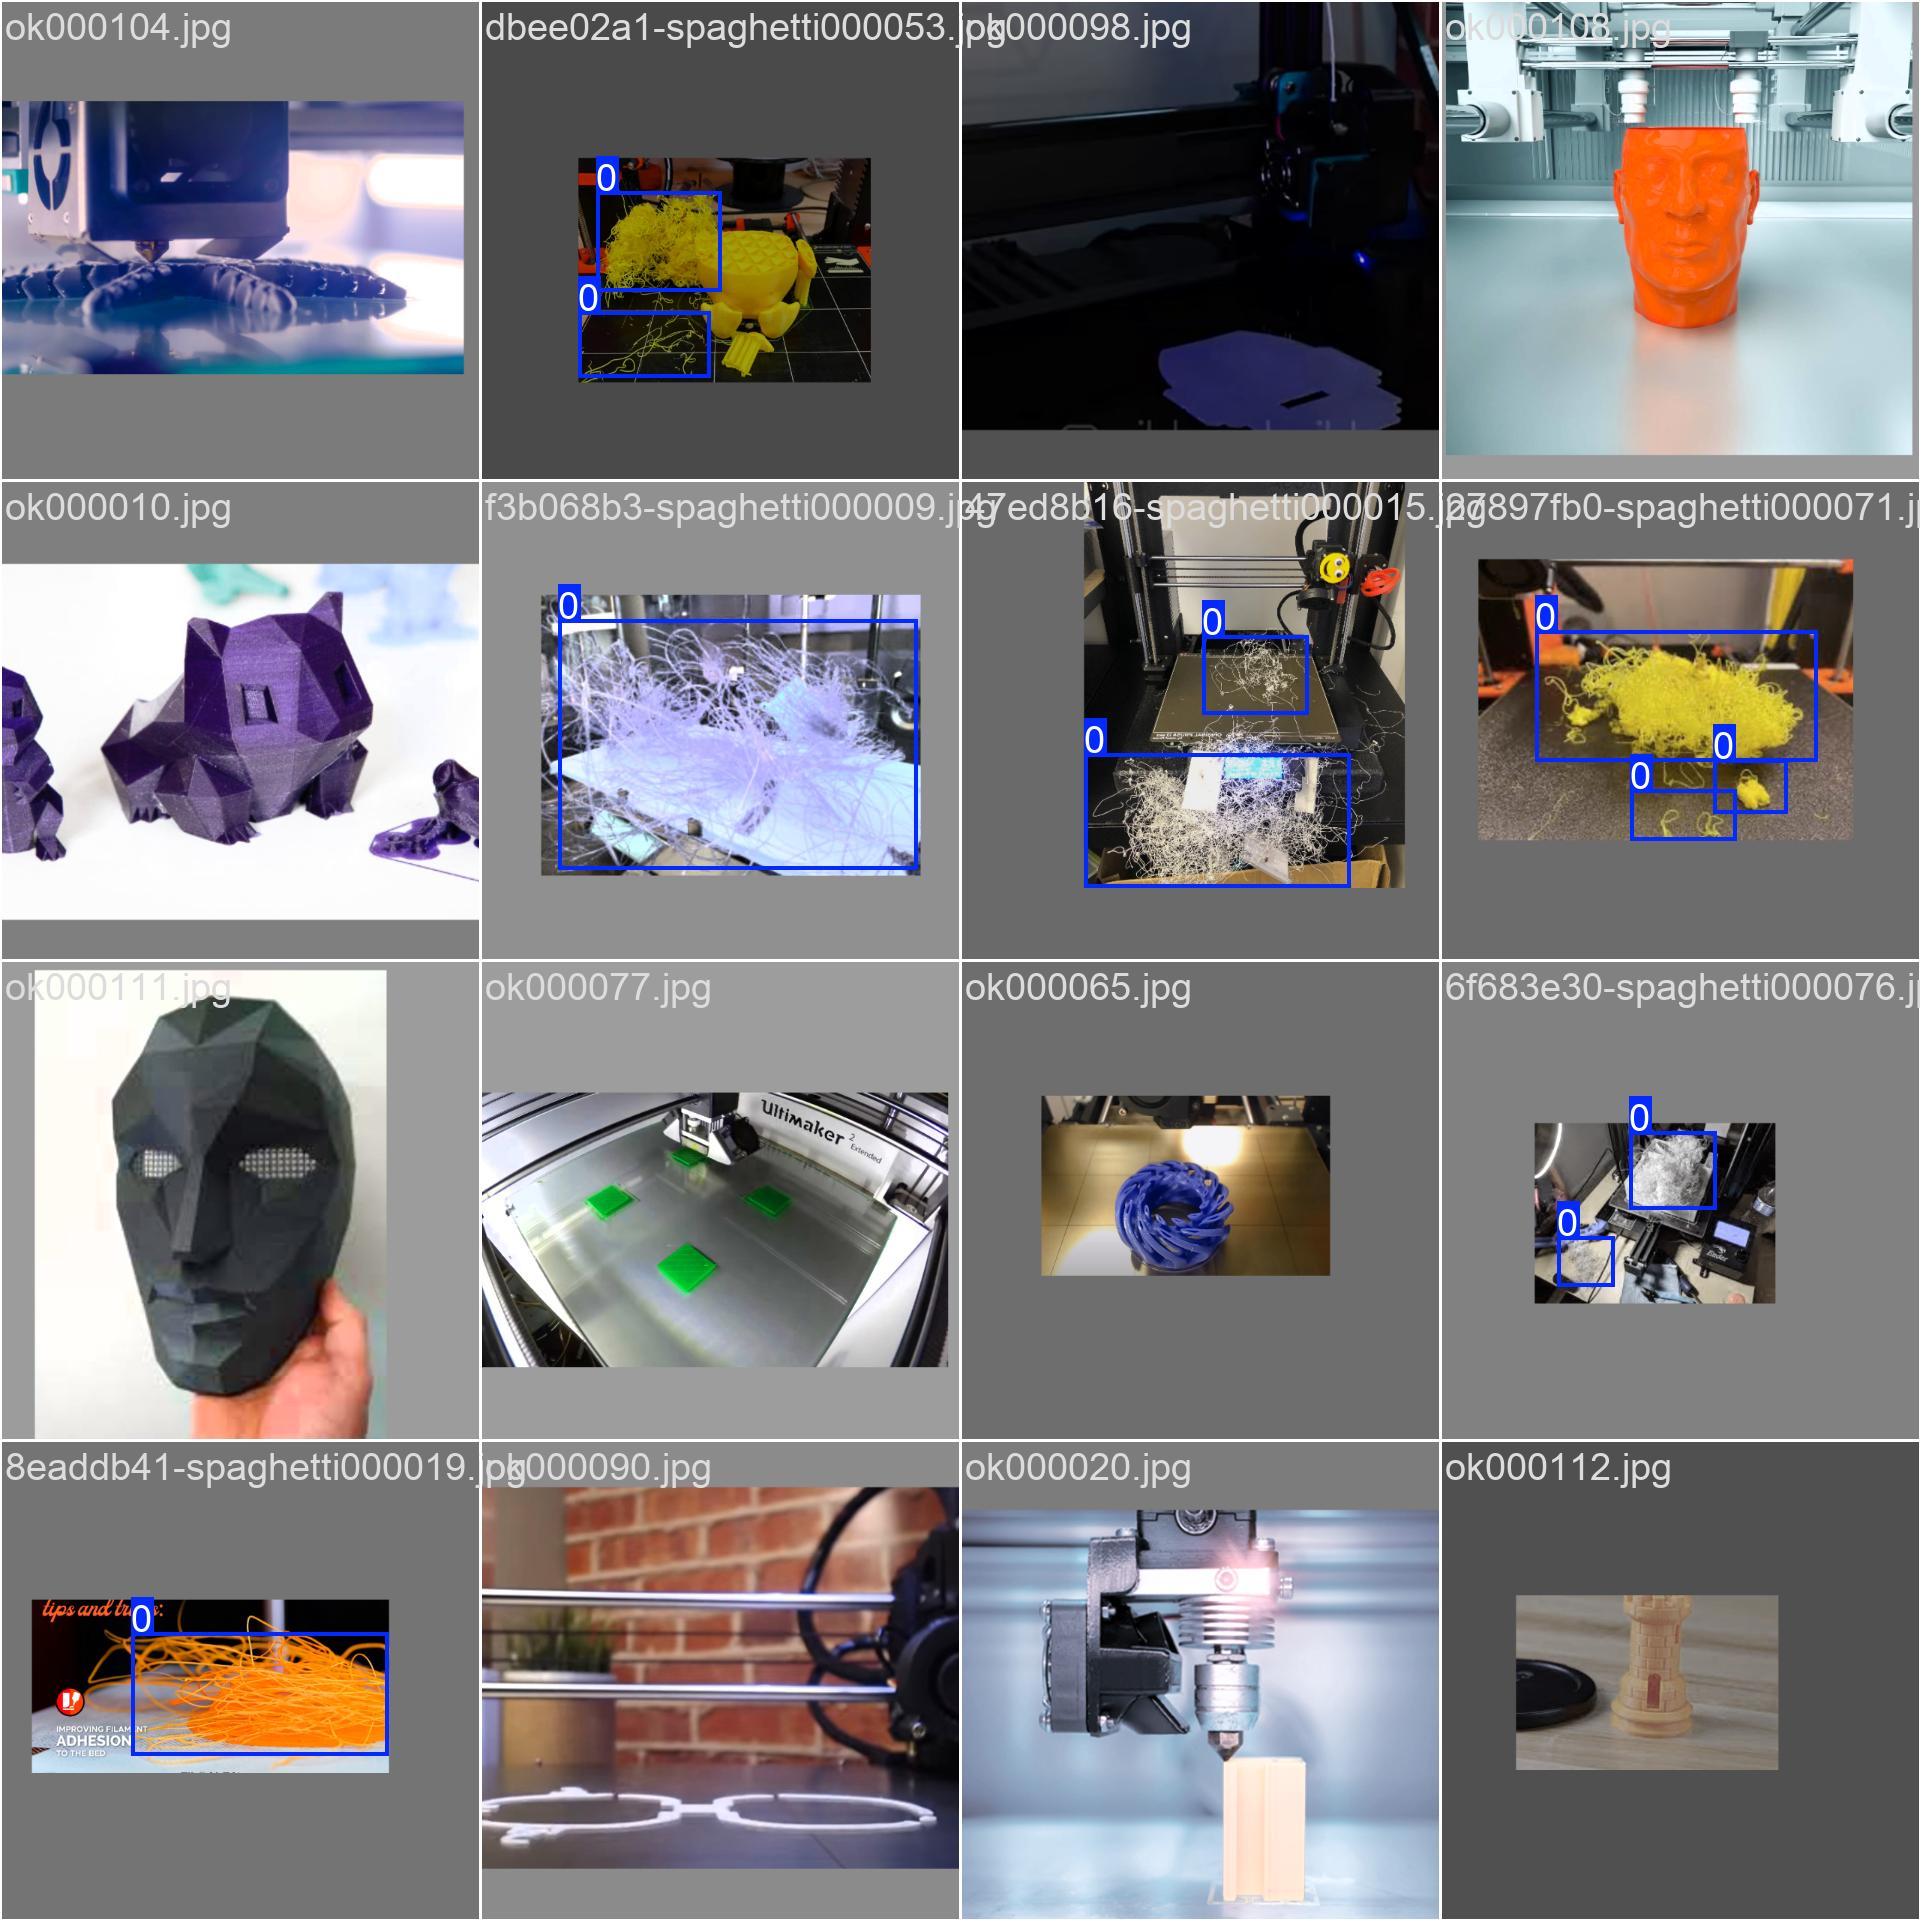 ok000104.jpg
dbee02a1-spaghetti000053.jpg
ok000098.jpg
ok000108.jpg
0
0
ok000010.jpg
f3b068b3-spaghetti000009.jpg
47ed8b16-spaghetti000015.jpg
27897fb0-spaghetti000071.j
0
0
0
0
0
0
ok000111.jpg
ok000077.jpg
ok000065.jpg
6f683e30-spaghetti000076.j
Ultimaker
2
Extended
0
0
8eaddb41-spaghetti000019.jpg
ok000090.jpg
ok000020.jpg
ok000112.jpg
tips and
0
IMPROVING FILAMENT
ADHESION
TO THE BED